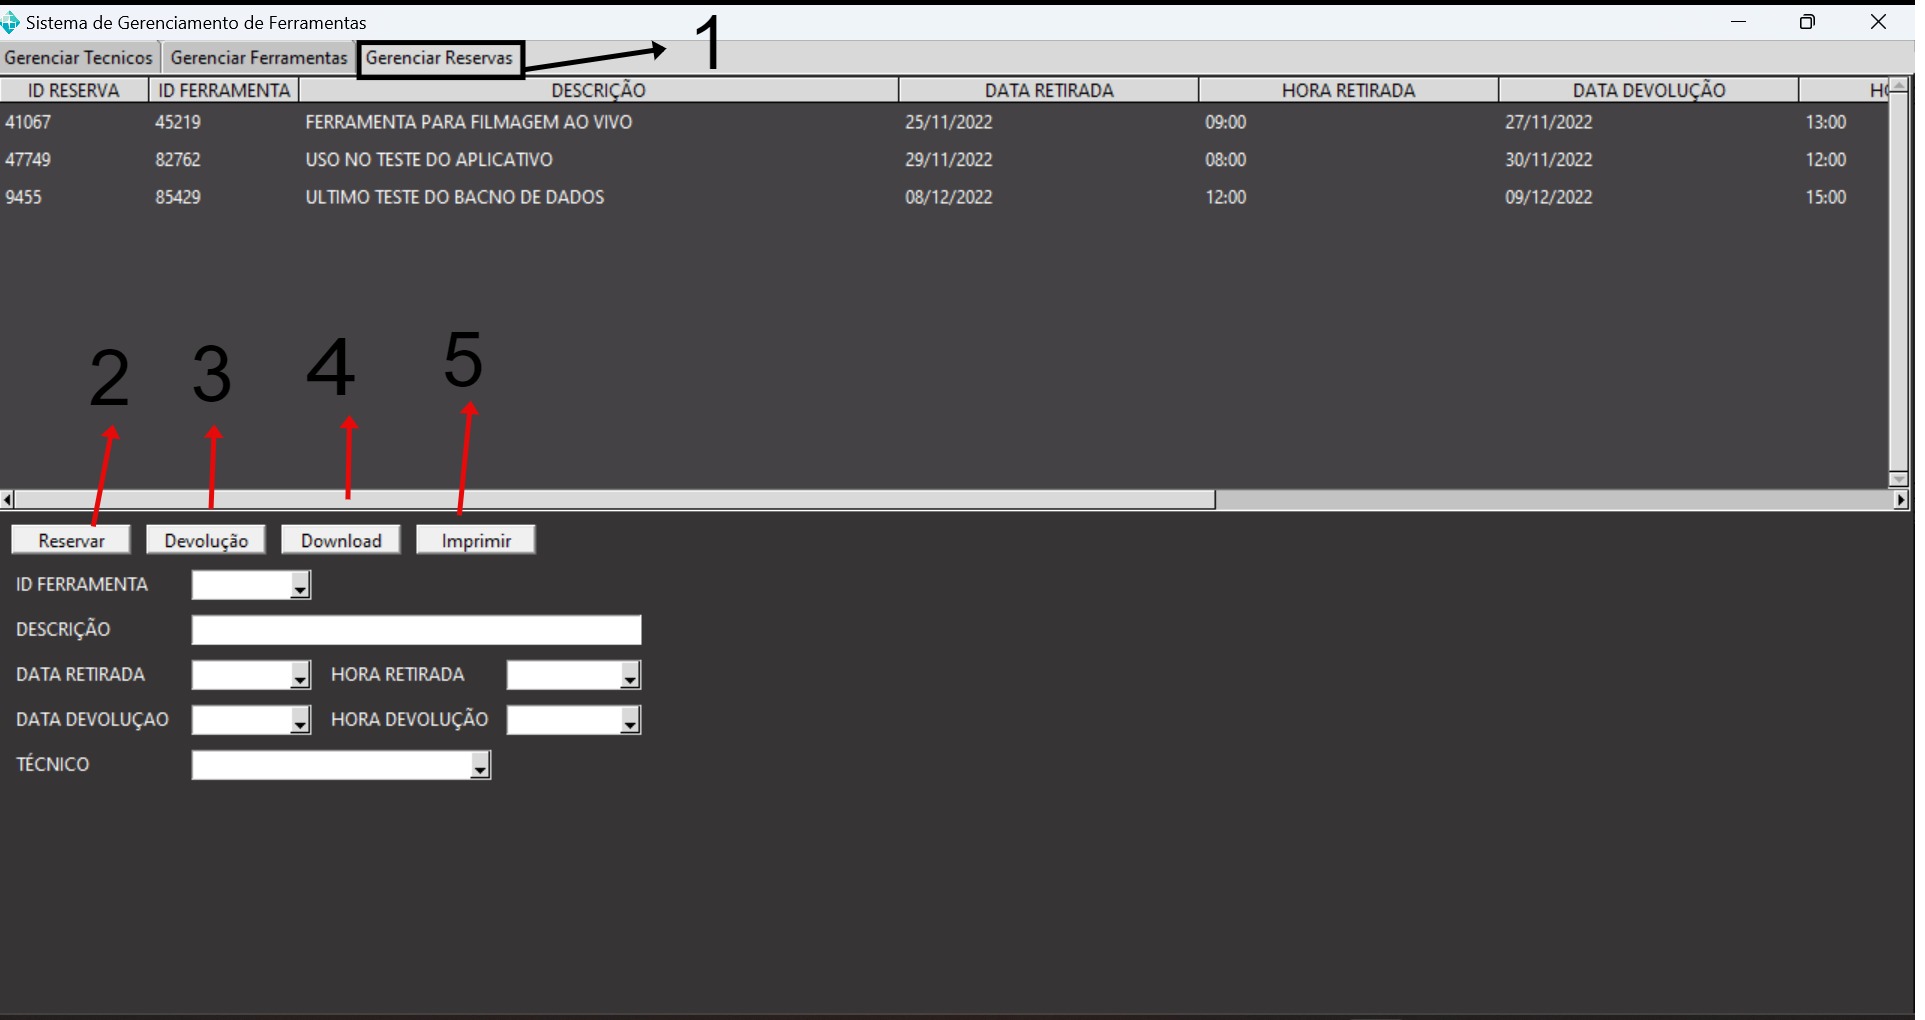 Sistema de Gerenciamento de Ferramentas
Gerenciar Tecnicos Gerenciar Ferramentas Gerenciar Reservas 1
ID RESERVA ID FERRAMENTA DESCRIÇÃO DATA RETIRADA HORA RETIRADA DATA DEVOLUÇÃO
41067 45219 FERRAMENTA PARA FILMAGEM AO VIVO 25/11/2022 09:00 27/11/2022 13:00
47749 82762 USO NO TESTE DO APLICATIVO 29/11/2022 08:00 30/11/2022 12:00
9455 85429 ULTIMO TESTE DO BACNO DE DADOS 08/12/2022 12:00 09/12/2022 15:00
2 3 4 5
Reservar Devolução Download Imprimir
ID FERRAMENTA
DESCRIÇÃO
DATA RETIRADA HORA RETIRADA
DATA DEVOLUÇAO HORA DEVOLUÇÃO
TÉCNICO